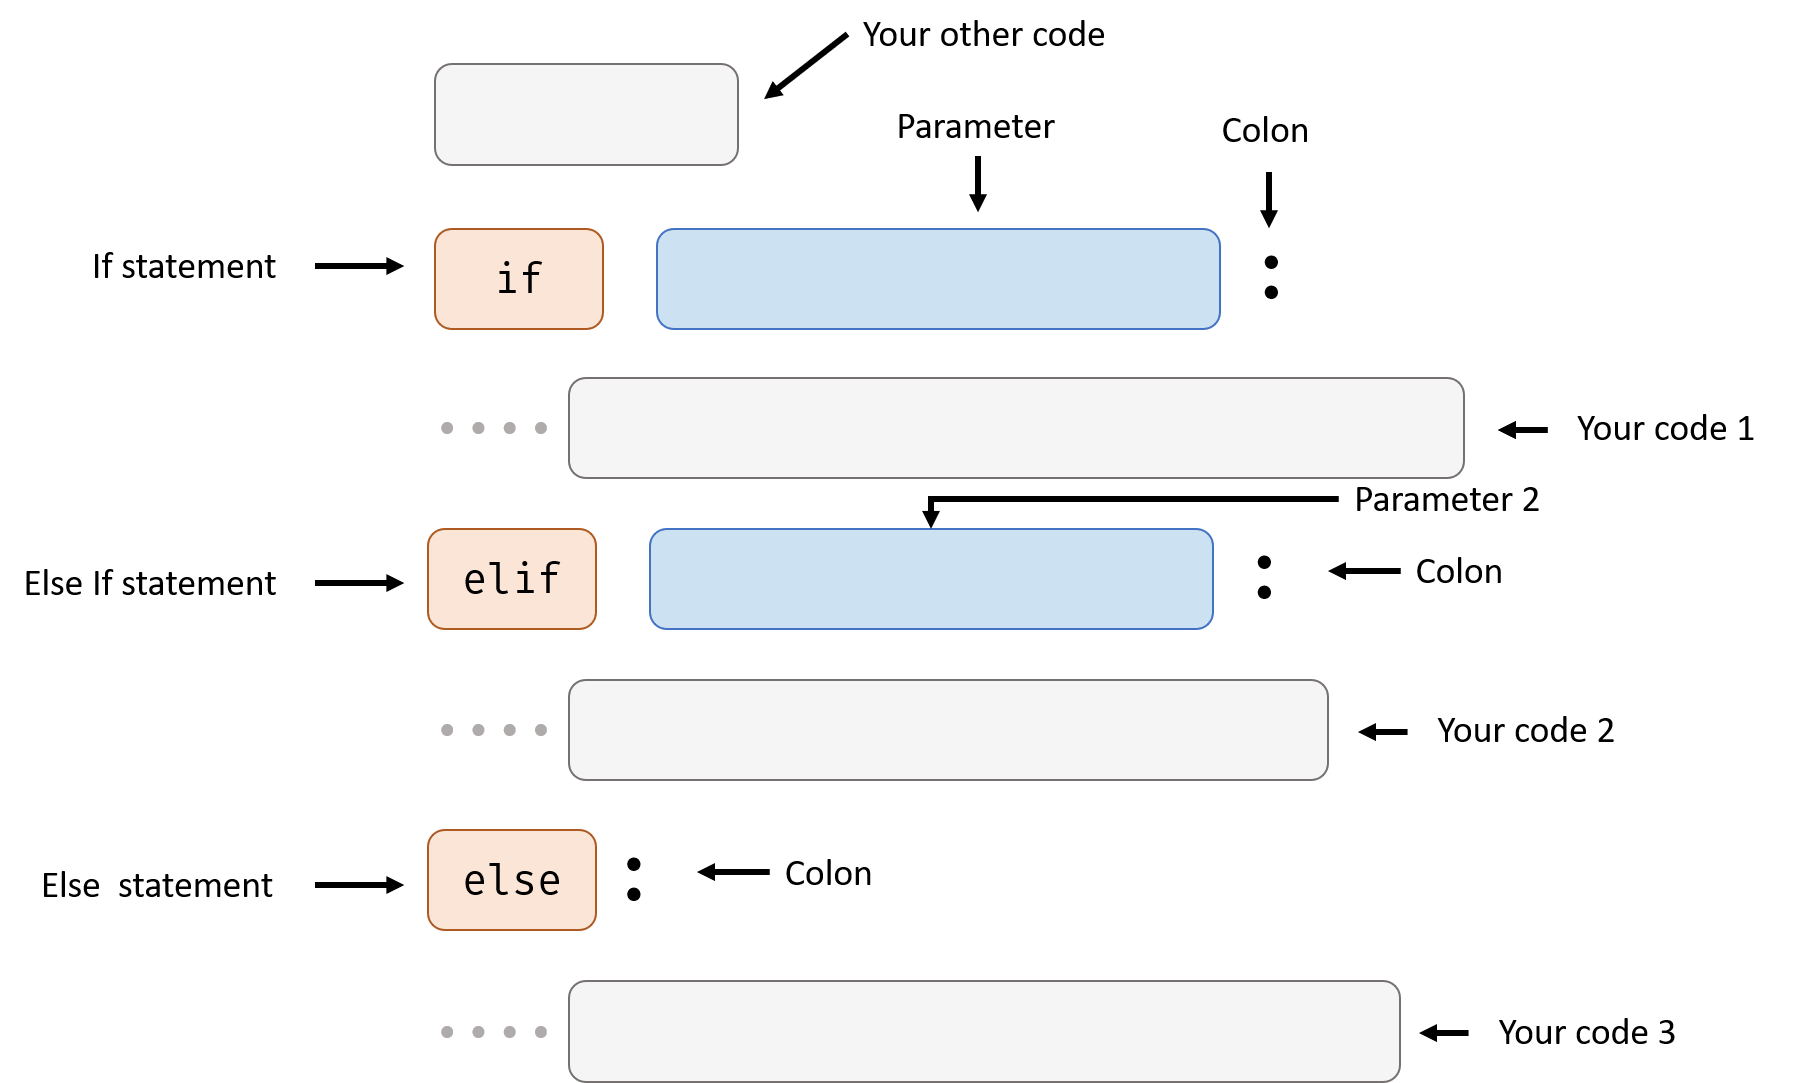 Your other code
Parameter
Colon
If statement
if
:
Your code 1
Parameter 2
Else If statement
elif
:
Colon
Your code 2
Else statement
else
:
Colon
Your code 3